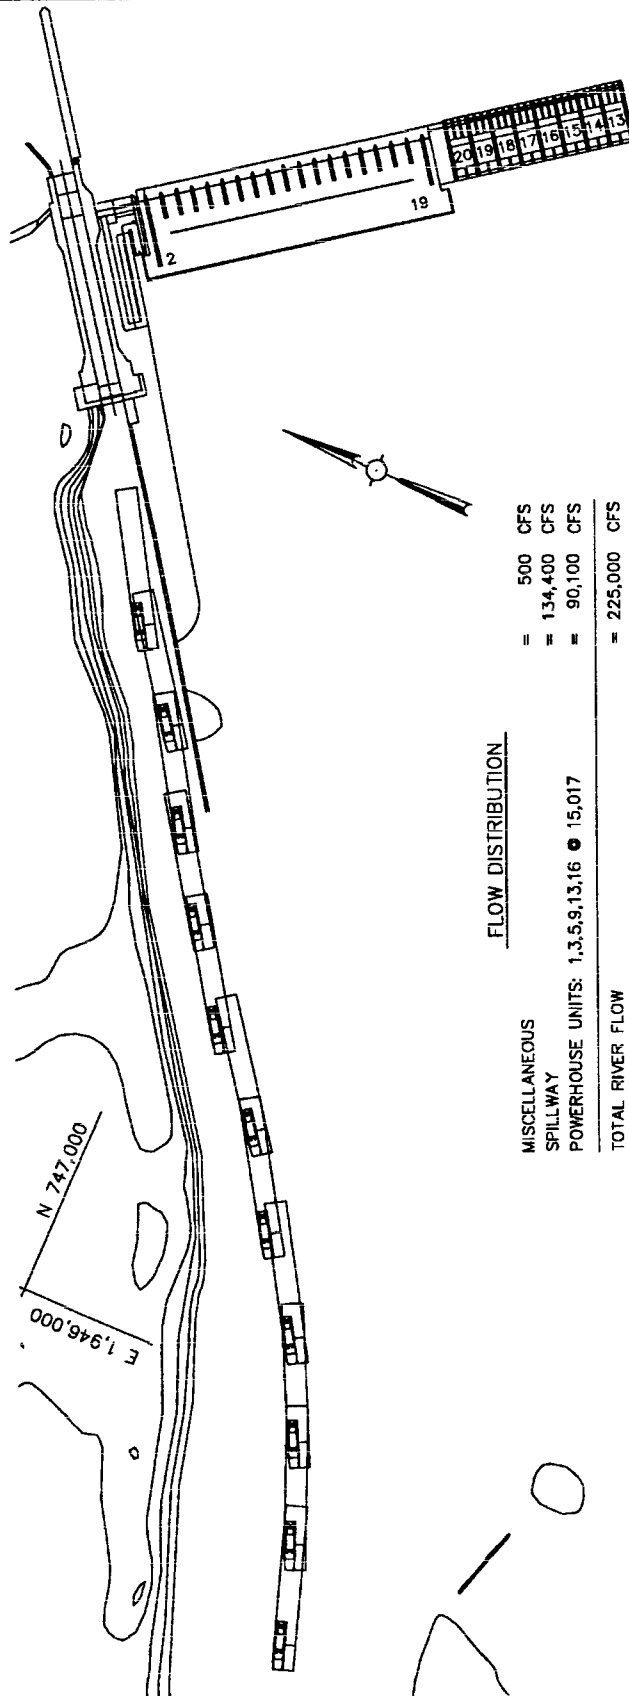 20 19 18 17 16 15 14 13
19
2
FLOW DISTRIBUTION
MISCELLANEOUS = 500 CFS
SPILLWAY = 134,400 CFS
POWERHOUSE UNITS: 1,3,5,9,13,16 @ 15,017 = 90,100 CFS
TOTAL RIVER FLOW = 225,000 CFS
N 747,000
E 1,946,000